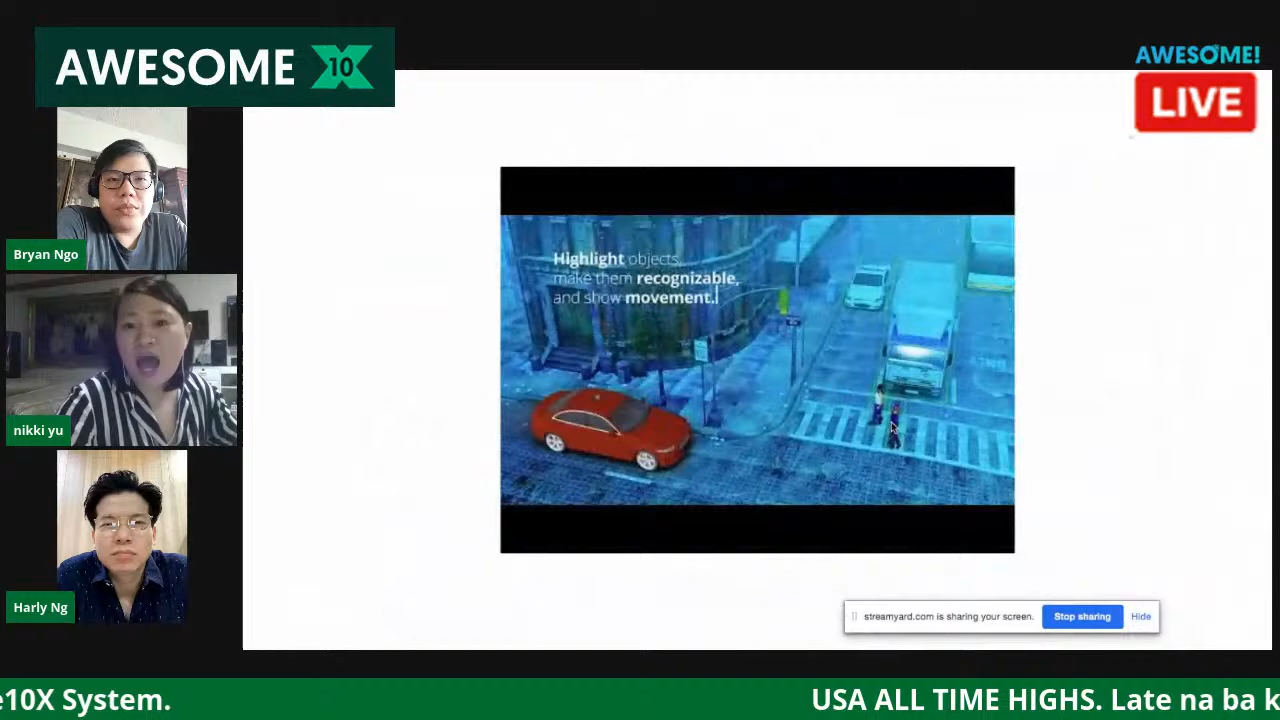 AWESOME 10
AWESOME!
LIVE
Bryan Ngo
nikki yu
Harly Ng
Highlight objects,
make them recognizable,
and show movement.
streamyard.com is sharing your screen.
Stop sharing
Hide
e10X System.
USA ALL TIME HIGHS. Late na ba k